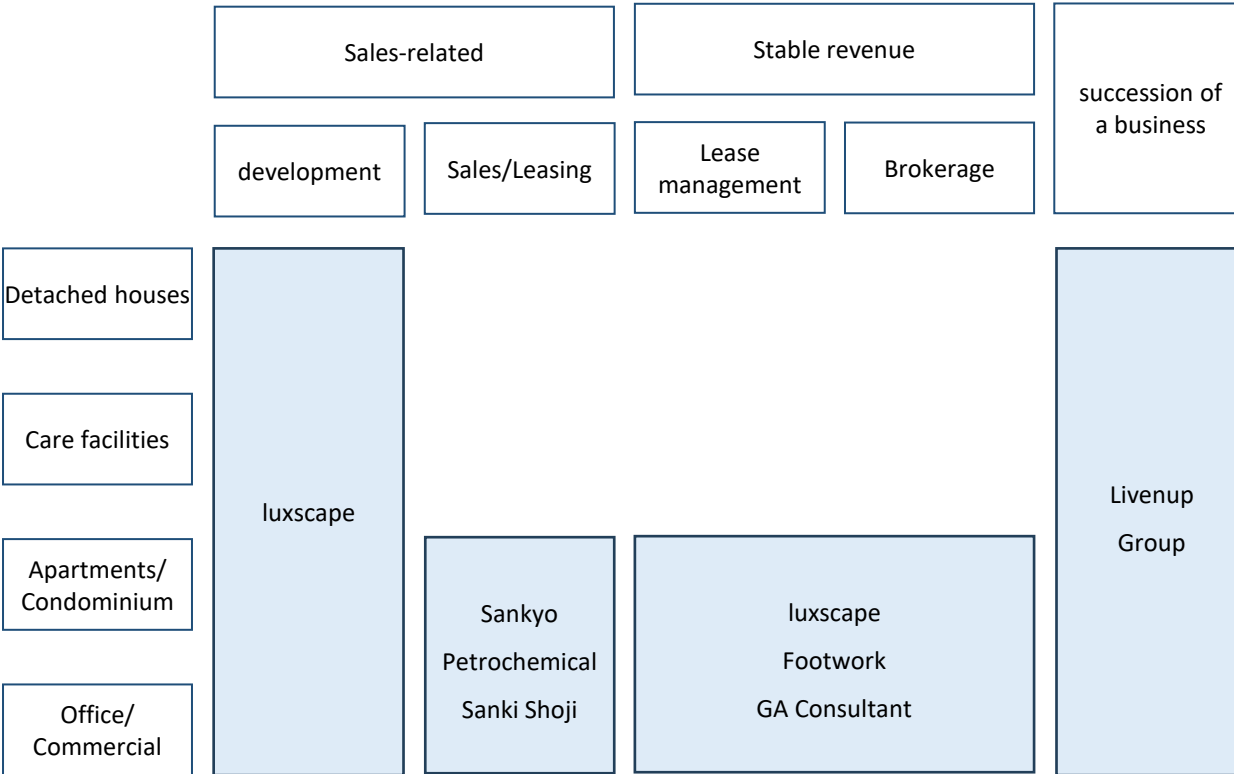 Sales-related
Stable revenue
succession of
a business
development
Sales/Leasing
Lease
management
Brokerage
Detached houses
Care facilities
Apartments/
Condominium
Office/
Commercial
luxscape
Sankyo
Petrochemical
Sanki Shoji
luxscape
Footwork
GA Consultant
Livenup
Group